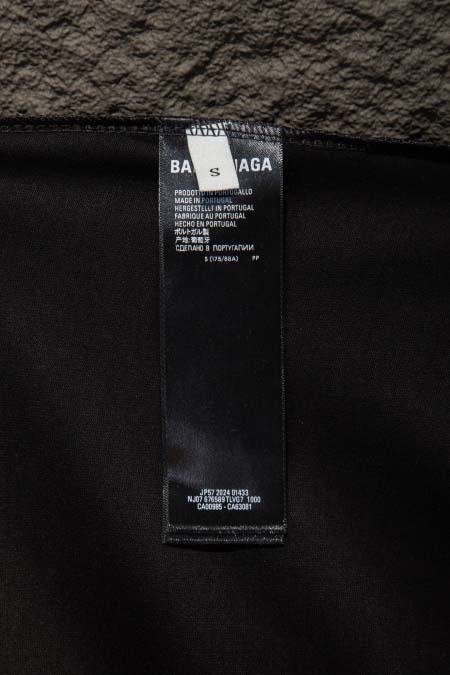 S
BA AGA
PRODOTTO IN PORTOGALLO
MADE IN PORTUGAL
HERGESTELLT IN PORTUGAL
FABRIQUE AU PORTUGAL
HECHO EN PORTUGAL
ポルトガル製
产地:葡萄牙
СДЕЛАНО В ПОРТУГАЛИИ
S (175/88A) PP
JP57 2024 01433
NJ07 676589TLVG7 1000
CA00985 - CA63081